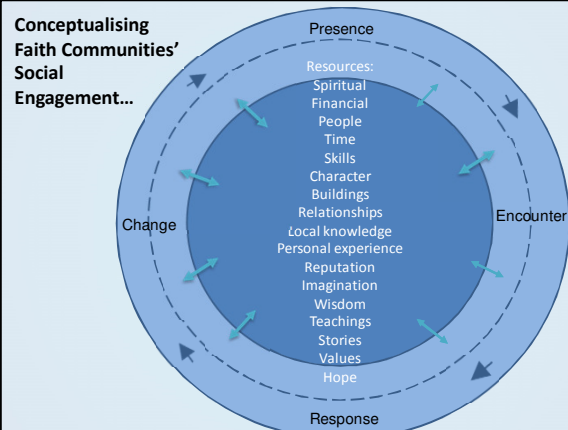 Conceptualising
Faith Communities'
Social
Engagement...
Presence
Resources:
Spiritual
Financial
People
Time
Skills
Character
Buildings
Relationships
Local knowledge
Personal experience
Reputation
Imagination
Wisdom
Teachings
Stories
Values
Hope
Encounter
Change
Response